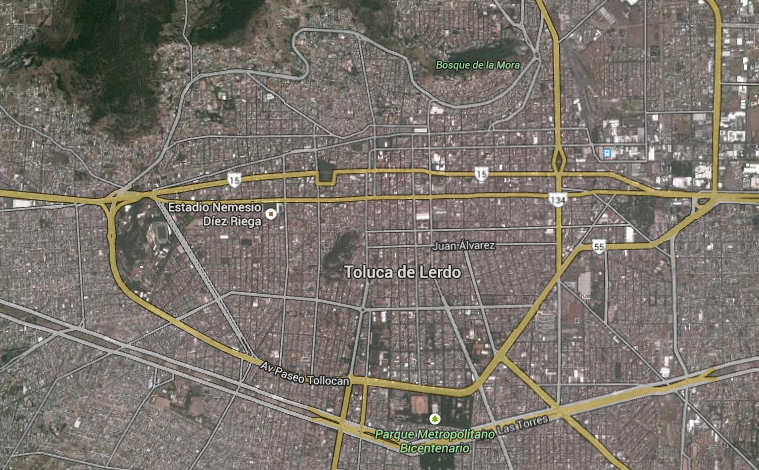 Bosque de la Mora
15
15
134
Estadio Nemesio
Díez Riega
Juan Álvarez
55
Toluca de Lerdo
Av Paseo Tollocan
Las Torres
Parque Metropolitano
Bicentenario